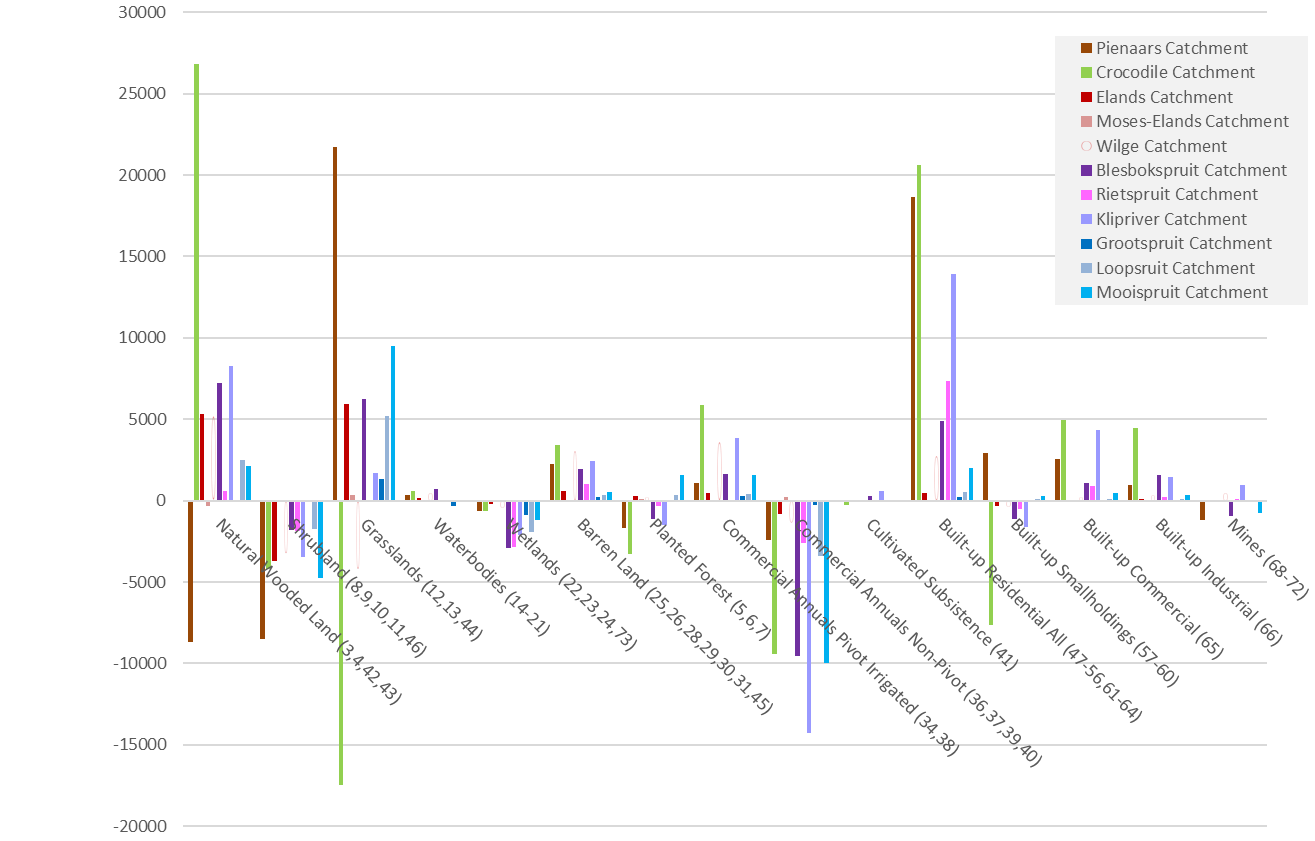 30000
25000
20000
15000
10000
5000
0
-5000
-10000
-15000
-20000
Pienaars Catchment
Crocodile Catchment
Elands Catchment
Moses-Elands Catchment
Wilge Catchment
Blesbokspruit Catchment
Rietspruit Catchment
Klipriver Catchment
Grootspruit Catchment
Loopsruit Catchment
Mooispruit Catchment
Natural Wooded Land (3,4,42,43)
Shrubland (8,9,10,11,46)
Grasslands (12,13,44)
Waterbodies (14-21)
Wetlands (22,23,24,73)
Barren Land (25,26,28,29,30,31,45)
Planted Forest (5,6,7)
Commercial Annuals Pivot Irrigated (34,38)
Commercial Annuals Non-Pivot (36,37,39,40)
Cultivated Subsistence (41)
Built-up Residential All (47-56,61-64)
Built-up Smallholdings (57-60)
Built-up Commercial (65)
Built-up Industrial (66)
Mines (68-72)